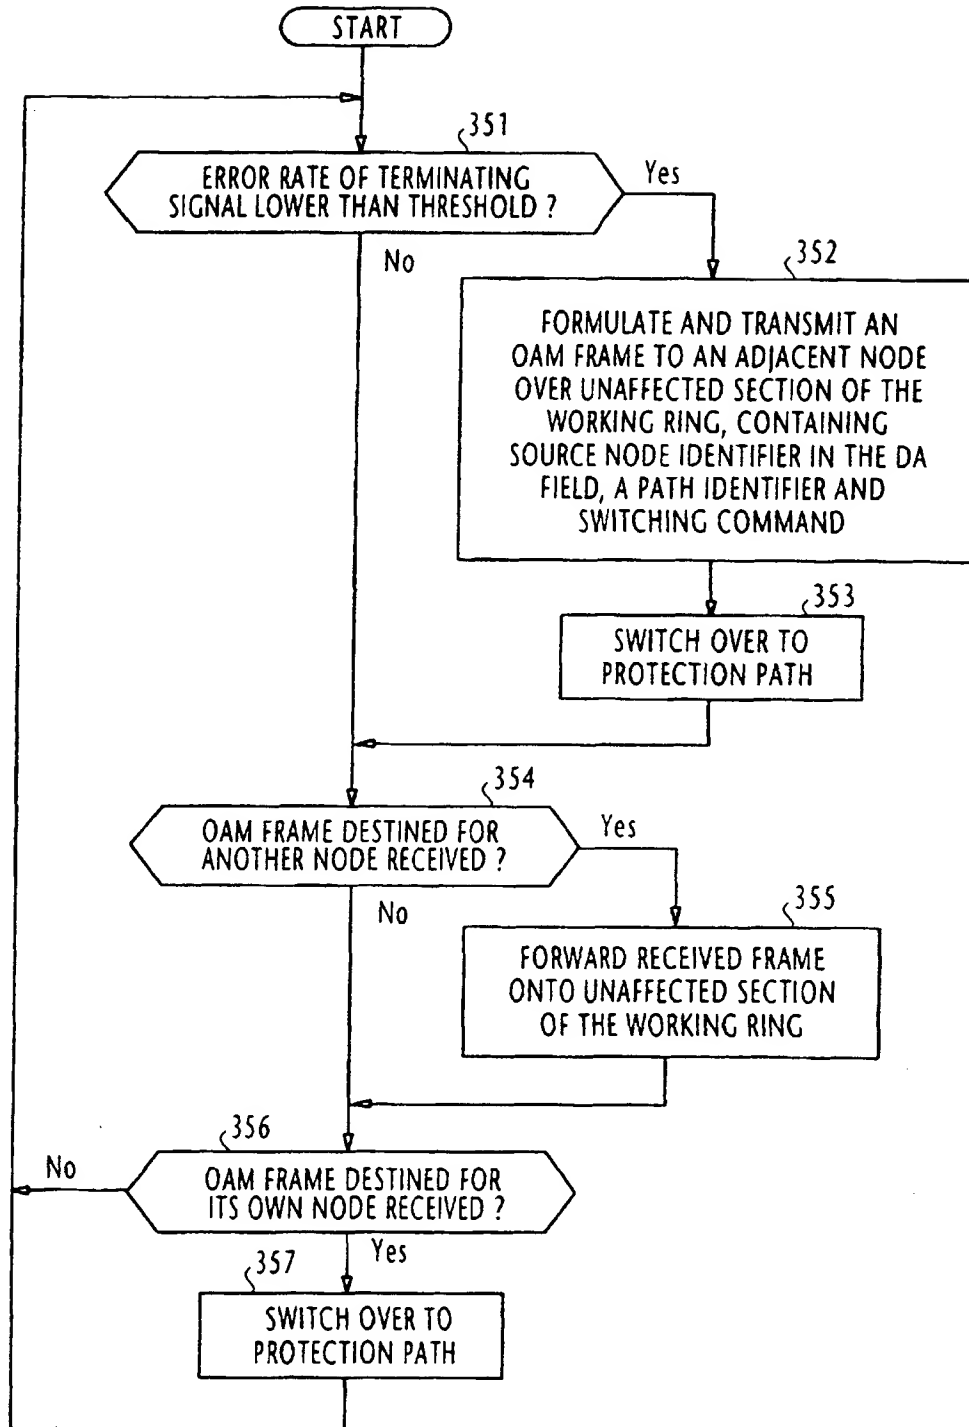 START
351
ERROR RATE OF TERMINATING
SIGNAL LOWER THAN THRESHOLD ?
Yes
No
352
FORMULATE AND TRANSMIT AN
OAM FRAME TO AN ADJACENT NODE
OVER UNAFFECTED SECTION OF THE
WORKING RING, CONTAINING
SOURCE NODE IDENTIFIER IN THE DA
FIELD, A PATH IDENTIFIER AND
SWITCHING COMMAND
353
SWITCH OVER TO
PROTECTION PATH
354
OAM FRAME DESTINED FOR
ANOTHER NODE RECEIVED ?
Yes
No
355
FORWARD RECEIVED FRAME
ONTO UNAFFECTED SECTION
OF THE WORKING RING
356
No
OAM FRAME DESTINED FOR
ITS OWN NODE RECEIVED ?
Yes
357
SWITCH OVER TO
PROTECTION PATH